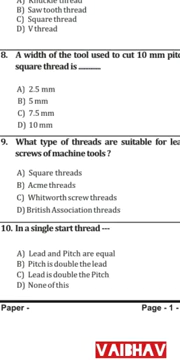 A) Knuckle thread
B) Saw tooth thread
C) Square thread
D) V thread
8. A width of the tool used to cut 10 mm pitc
square thread is ...........
A) 2.5 mm
B) 5 mm
C) 7.5 mm
D) 10 mm
9. What type of threads are suitable for lea
screws of machine tools ?
A) Square threads
B) Acme threads
C) Whitworth screw threads
D) British Association threads
10. In a single start thread ---
A) Lead and Pitch are equal
B) Pitch is double the lead
C) Lead is double the Pitch
D) None of this
Paper - Page - 1 -
VAIBHAV